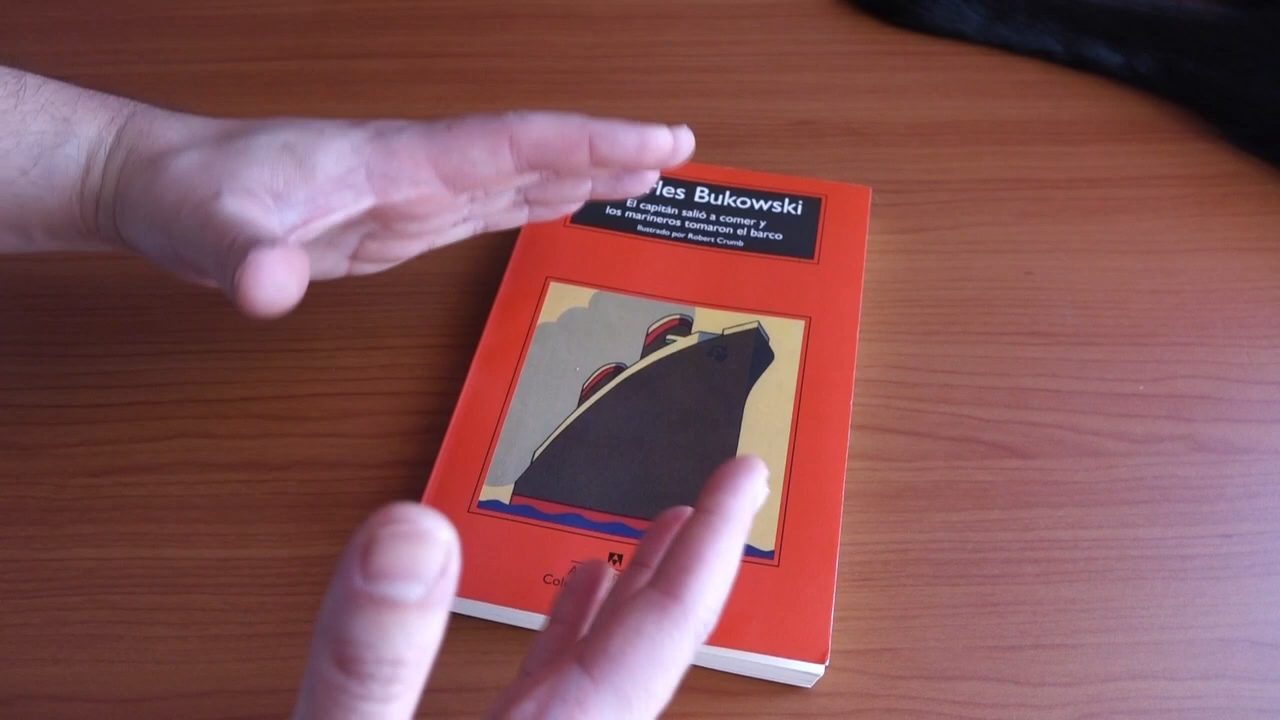 rles Bukowski
El capitán salió a comer y
los marineros tomaron el barco
Ilustrado por Robert Crumb